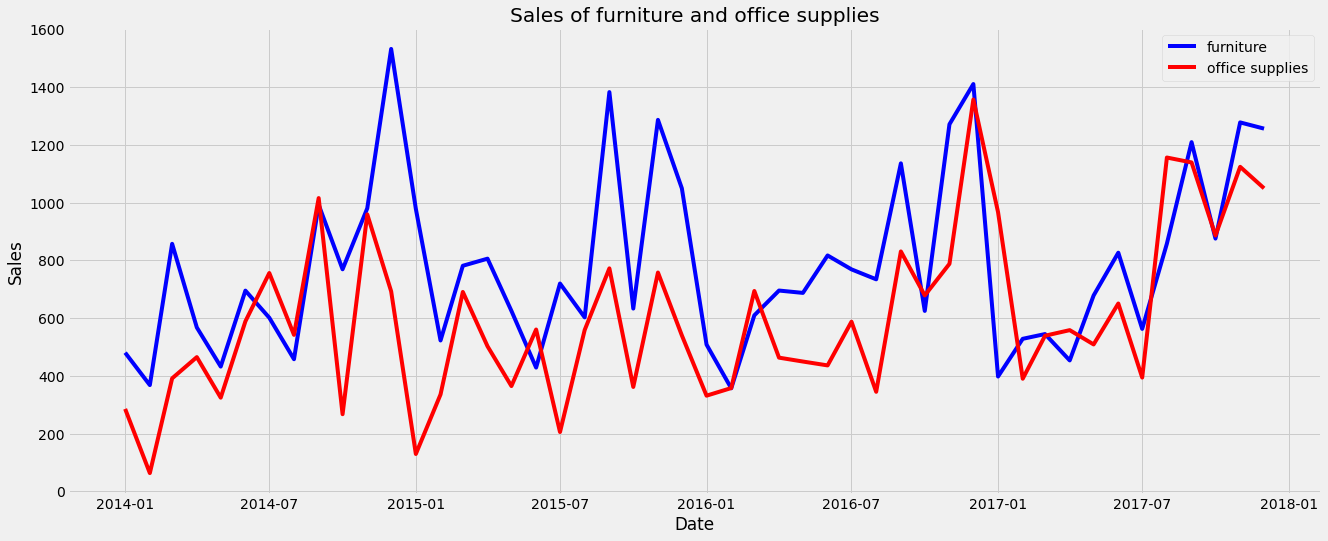 Sales of furniture and office supplies
1600
1400
1200
1000
800
600
400
200
0
Sales
furniture
office supplies
2014-01 2014-07 2015-01 2015-07 2016-01 2016-07 2017-01 2017-07 2018-01
Date